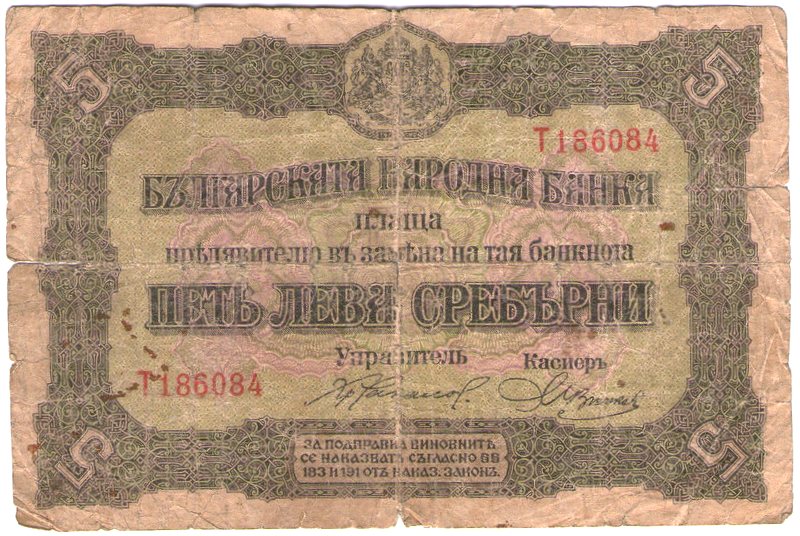 5 5
Т186084
БЪЛГАРСКАТА НАРОДНА БАНКА
плаща
прѣдявителю въ замѣна на тая банкнота
ПЕТЬ ЛЕВА СРЕБЪРНИ
Управитель Касиеръ
Т186084
5 5
ЗА ПОДПРАВКА ВИНОВНИТѢ
СЕ НАКАЗВАТЪ СЪГЛАСНО §§
183 И 191 ОТЪ НАКАЗ. ЗАКОНЪ.